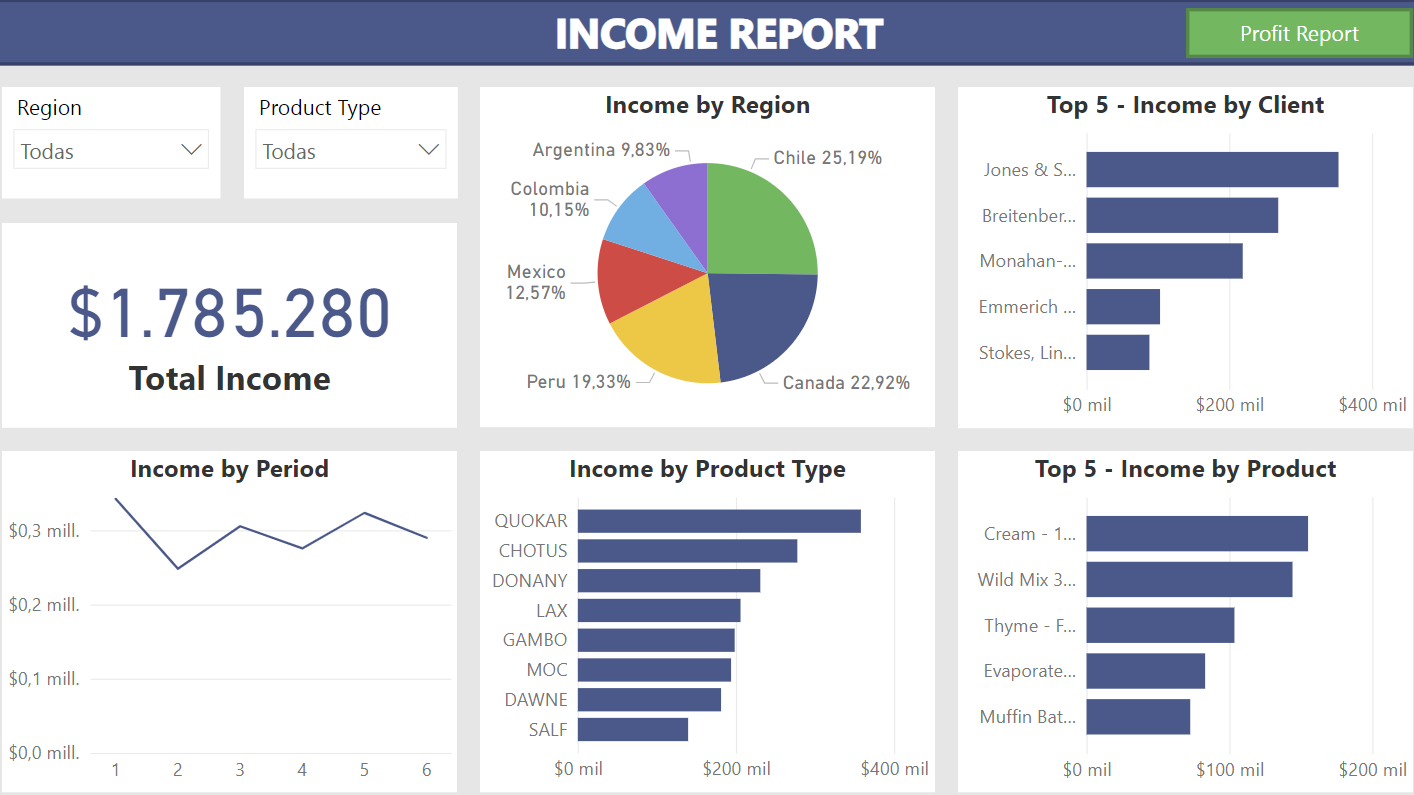 INCOME REPORT
Profit Report
Region
Todas
Product Type
Todas
$1.785.280
Total Income
Income by Region
Argentina 9,83%
Chile 25,19%
Colombia
10,15%
Mexico
12,57%
Peru 19,33%
Canada 22,92%
Top 5 - Income by Client
Jones & S...
Breitenber...
Monahan-...
Emmerich ...
Stokes, Lin...
$0 mil $200 mil $400 mil
Income by Period
$0,3 mill.
$0,2 mill.
$0,1 mill.
$0,0 mill.
1 2 3 4 5 6
Income by Product Type
QUOKAR
CHOTUS
DONANY
LAX
GAMBO
MOC
DAWNE
SALF
$0 mil $200 mil $400 mil
Top 5 - Income by Product
Cream - 1...
Wild Mix 3...
Thyme - F...
Evaporate...
Muffin Bat...
$0 mil $100 mil $200 mil